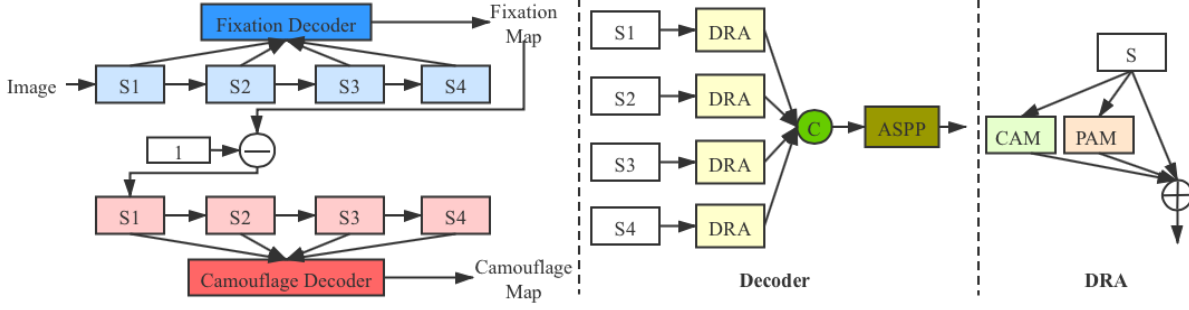 Fixation Decoder
Fixation
Map
Image
S1
S2
S3
S4
1
S1
S2
S3
S4
Camouflage Decoder
Camouflage
Map
S1
DRA
S2
DRA
C
ASPP
S3
DRA
S4
DRA
Decoder
S
CAM
PAM
DRA